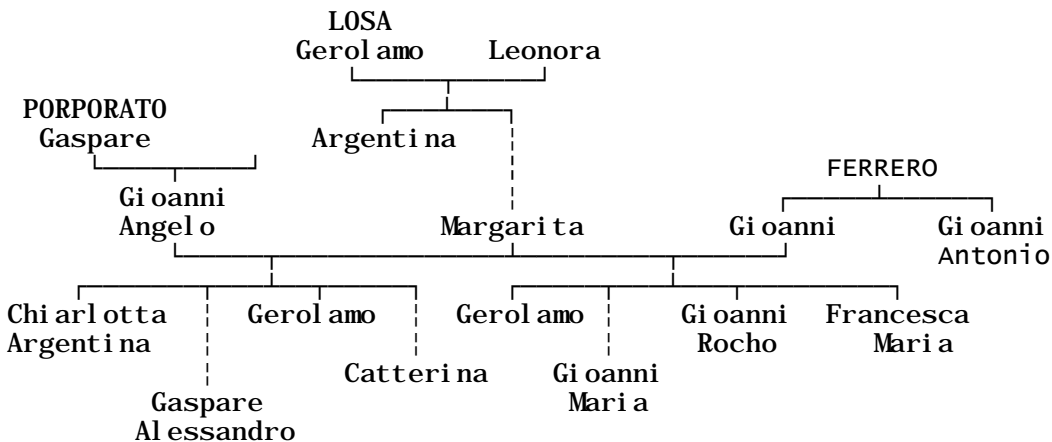 LOSA
Gerolamo Leonora
PORPORATO
Gaspare Argentina
FERRERO
Gioanni
Angelo Margarita Gioanni Gioanni
Antonio
Chiarlotta Gerolamo Gerolamo Gioanni Francesca
Argentina Rocho Maria
Catterina Gioanni
Gaspare Maria
Alessandro